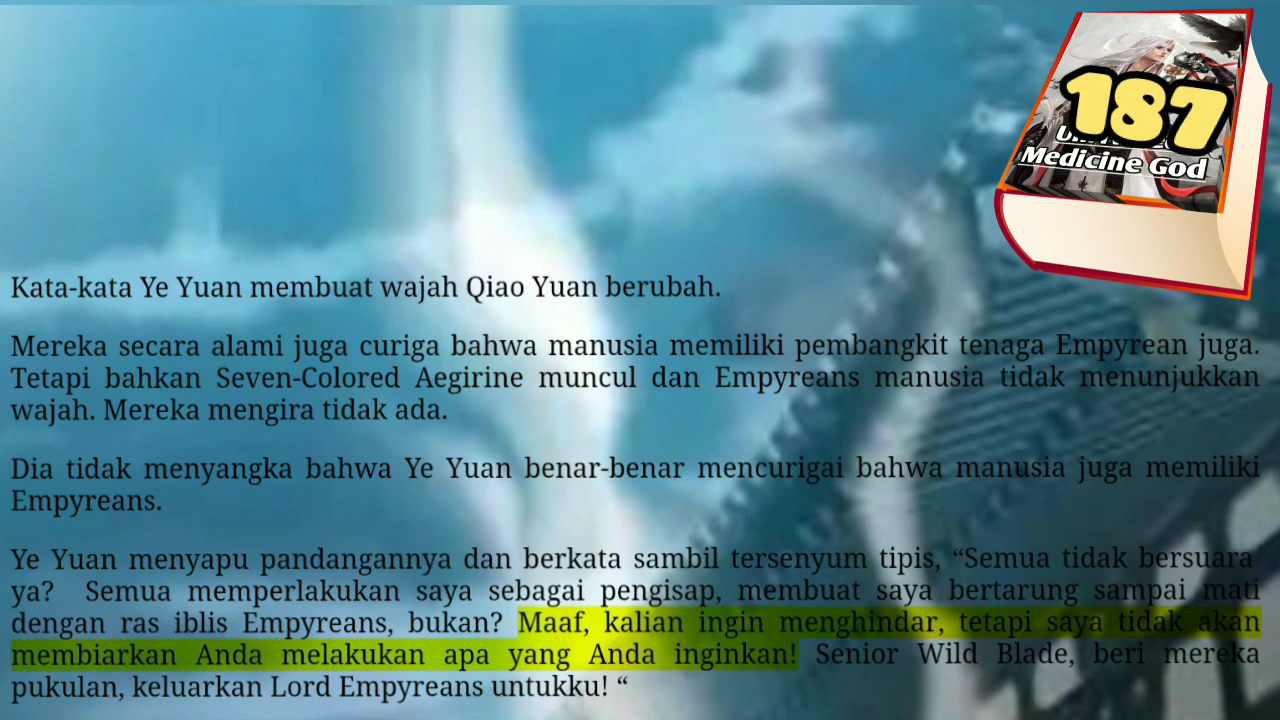 187
Medicine God
Kata-kata Ye Yuan membuat wajah Qiao Yuan berubah.
Mereka secara alami juga curiga bahwa manusia memiliki pembangkit tenaga Empyrean juga.
Tetapi bahkan Seven-Colored Aegirine muncul dan Empyreans manusia tidak menunjukkan
wajah. Mereka mengira tidak ada.
Dia tidak menyangka bahwa Ye Yuan benar-benar mencurigai bahwa manusia juga memiliki
Empyreans.
Ye Yuan menyapu pandangannya dan berkata sambil tersenyum tipis, “Semua tidak bersuara
ya? Semua memperlakukan saya sebagai pengisap, membuat saya bertarung sampai mati
dengan ras iblis Empyreans, bukan? Maaf, kalian ingin menghindar, tetapi saya tidak akan
membiarkan Anda melakukan apa yang Anda inginkan! Senior Wild Blade, beri mereka
pukulan, keluarkan Lord Empyreans untukku! “